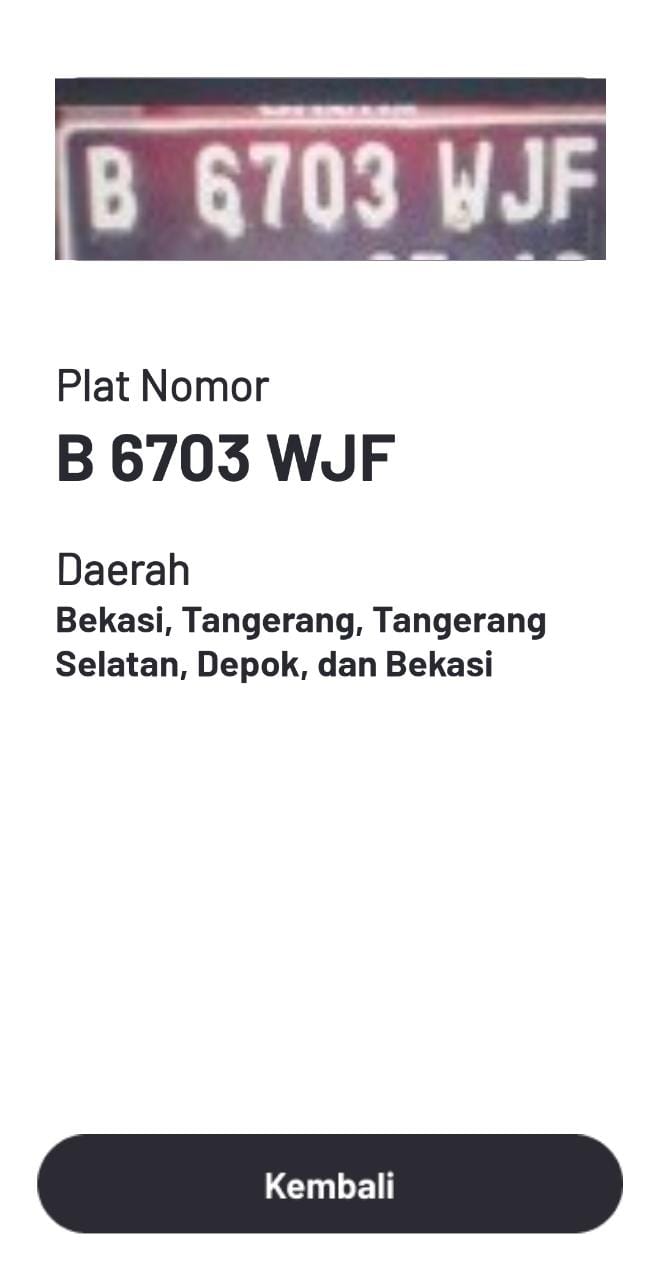 B 6703 WJF
Plat Nomor
B 6703 WJF
Daerah
Bekasi, Tangerang, Tangerang
Selatan, Depok, dan Bekasi
Kembali